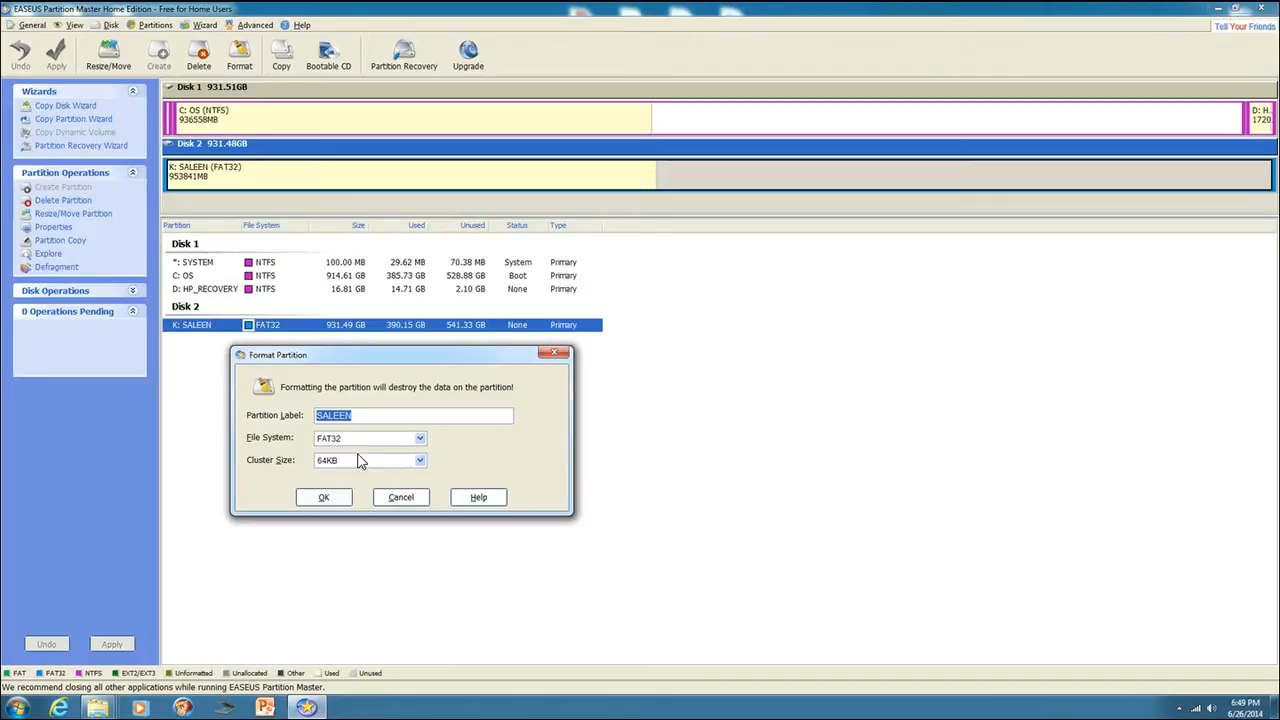 EASEUS Partition Master Home Edition - Free for Home Users
General View Disk Partitions Wizard Advanced Help
Tell Your Friends
Undo Apply Resize/Move Create Delete Format Copy Bootable CD Partition Recovery Upgrade
Wizards
Copy Disk Wizard
Copy Partition Wizard
Copy Dynamic Volume
Partition Recovery Wizard
Partition Operations
Create Partition
Delete Partition
Resize/Move Partition
Properties
Partition Copy
Explore
Defragment
Disk Operations
0 Operations Pending
Undo Apply
Disk 1 931.51GB
C: OS (NTFS) D: H
936558MB 1720
Disk 2 931.48GB
K: SALEEN (FAT32)
953841MB
Partition File System Size Used Unused Status Type
Disk 1
*: SYSTEM NTFS 100.00 MB 29.62 MB 70.38 MB System Primary
C: OS NTFS 914.61 GB 385.73 GB 528.88 GB Boot Primary
D: HP_RECOVERY NTFS 16.81 GB 14.71 GB 2.10 GB None Primary
Disk 2
K: SALEEN FAT32 931.49 GB 390.15 GB 541.33 GB None Primary
Format Partition
Formatting the partition will destroy the data on the partition!
Partition Label: SALEEN
File System: FAT32
Cluster Size: 64KB
OK Cancel Help
FAT FAT32 NTFS EXT2/EXT3 Unformatted Unallocated Other Used Unused
We recommend closing all other applications while running EASEUS Partition Master.
6:49 PM
6/26/2014